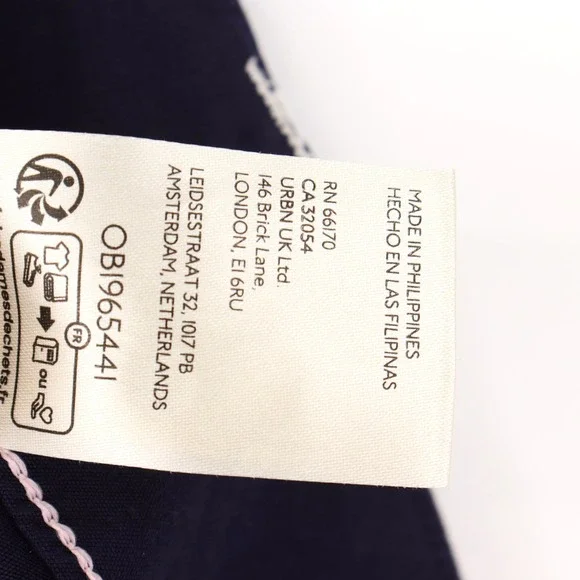 MADE IN PHILIPPINES
HECHO EN LAS FILIPINAS
RN 66170
CA 32054
URBN UK Ltd.
146 Brick Lane,
LONDON, E1 6RU
LEIDSESTRAAT 32, 1017 PB
AMSTERDAM, NETHERLANDS
OB1965441
FR
ou